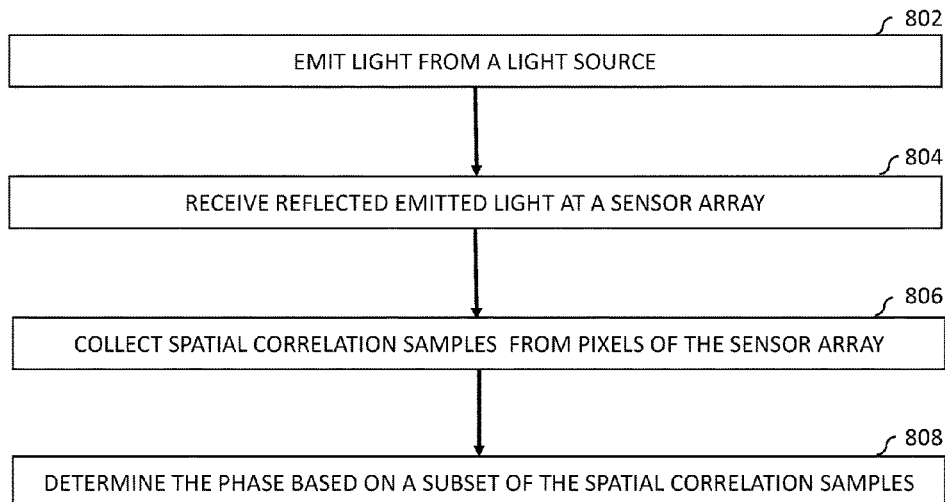 802
EMIT LIGHT FROM A LIGHT SOURCE
804
RECEIVE REFLECTED EMITTED LIGHT AT A SENSOR ARRAY
806
COLLECT SPATIAL CORRELATION SAMPLES FROM PIXELS OF THE SENSOR ARRAY
808
DETERMINE THE PHASE BASED ON A SUBSET OF THE SPATIAL CORRELATION SAMPLES